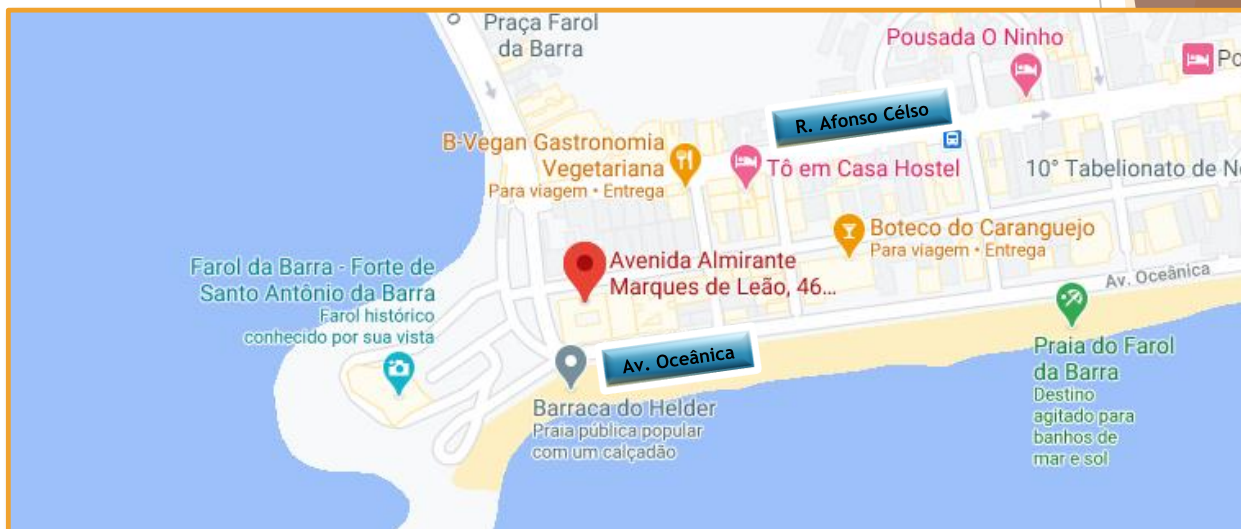 Praça Farol
da Barra
Pousada O Ninho
Po
R. Afonso Célso
B-Vegan Gastronomia
Vegetariana
Para viagem • Entrega
Tô em Casa Hostel
10° Tabelionato de N
Boteco do Caranguejo
Para viagem • Entrega
Avenida Almirante
Marques de Leão, 46...
Farol da Barra - Forte de
Santo Antônio da Barra
Farol histórico
conhecido por sua vista
Av. Oceânica
Av. Oceânica
Praia do Farol
da Barra
Destino
agitado para
banhos de
mar e sol
Barraca do Helder
Praia pública popular
com um calçadão